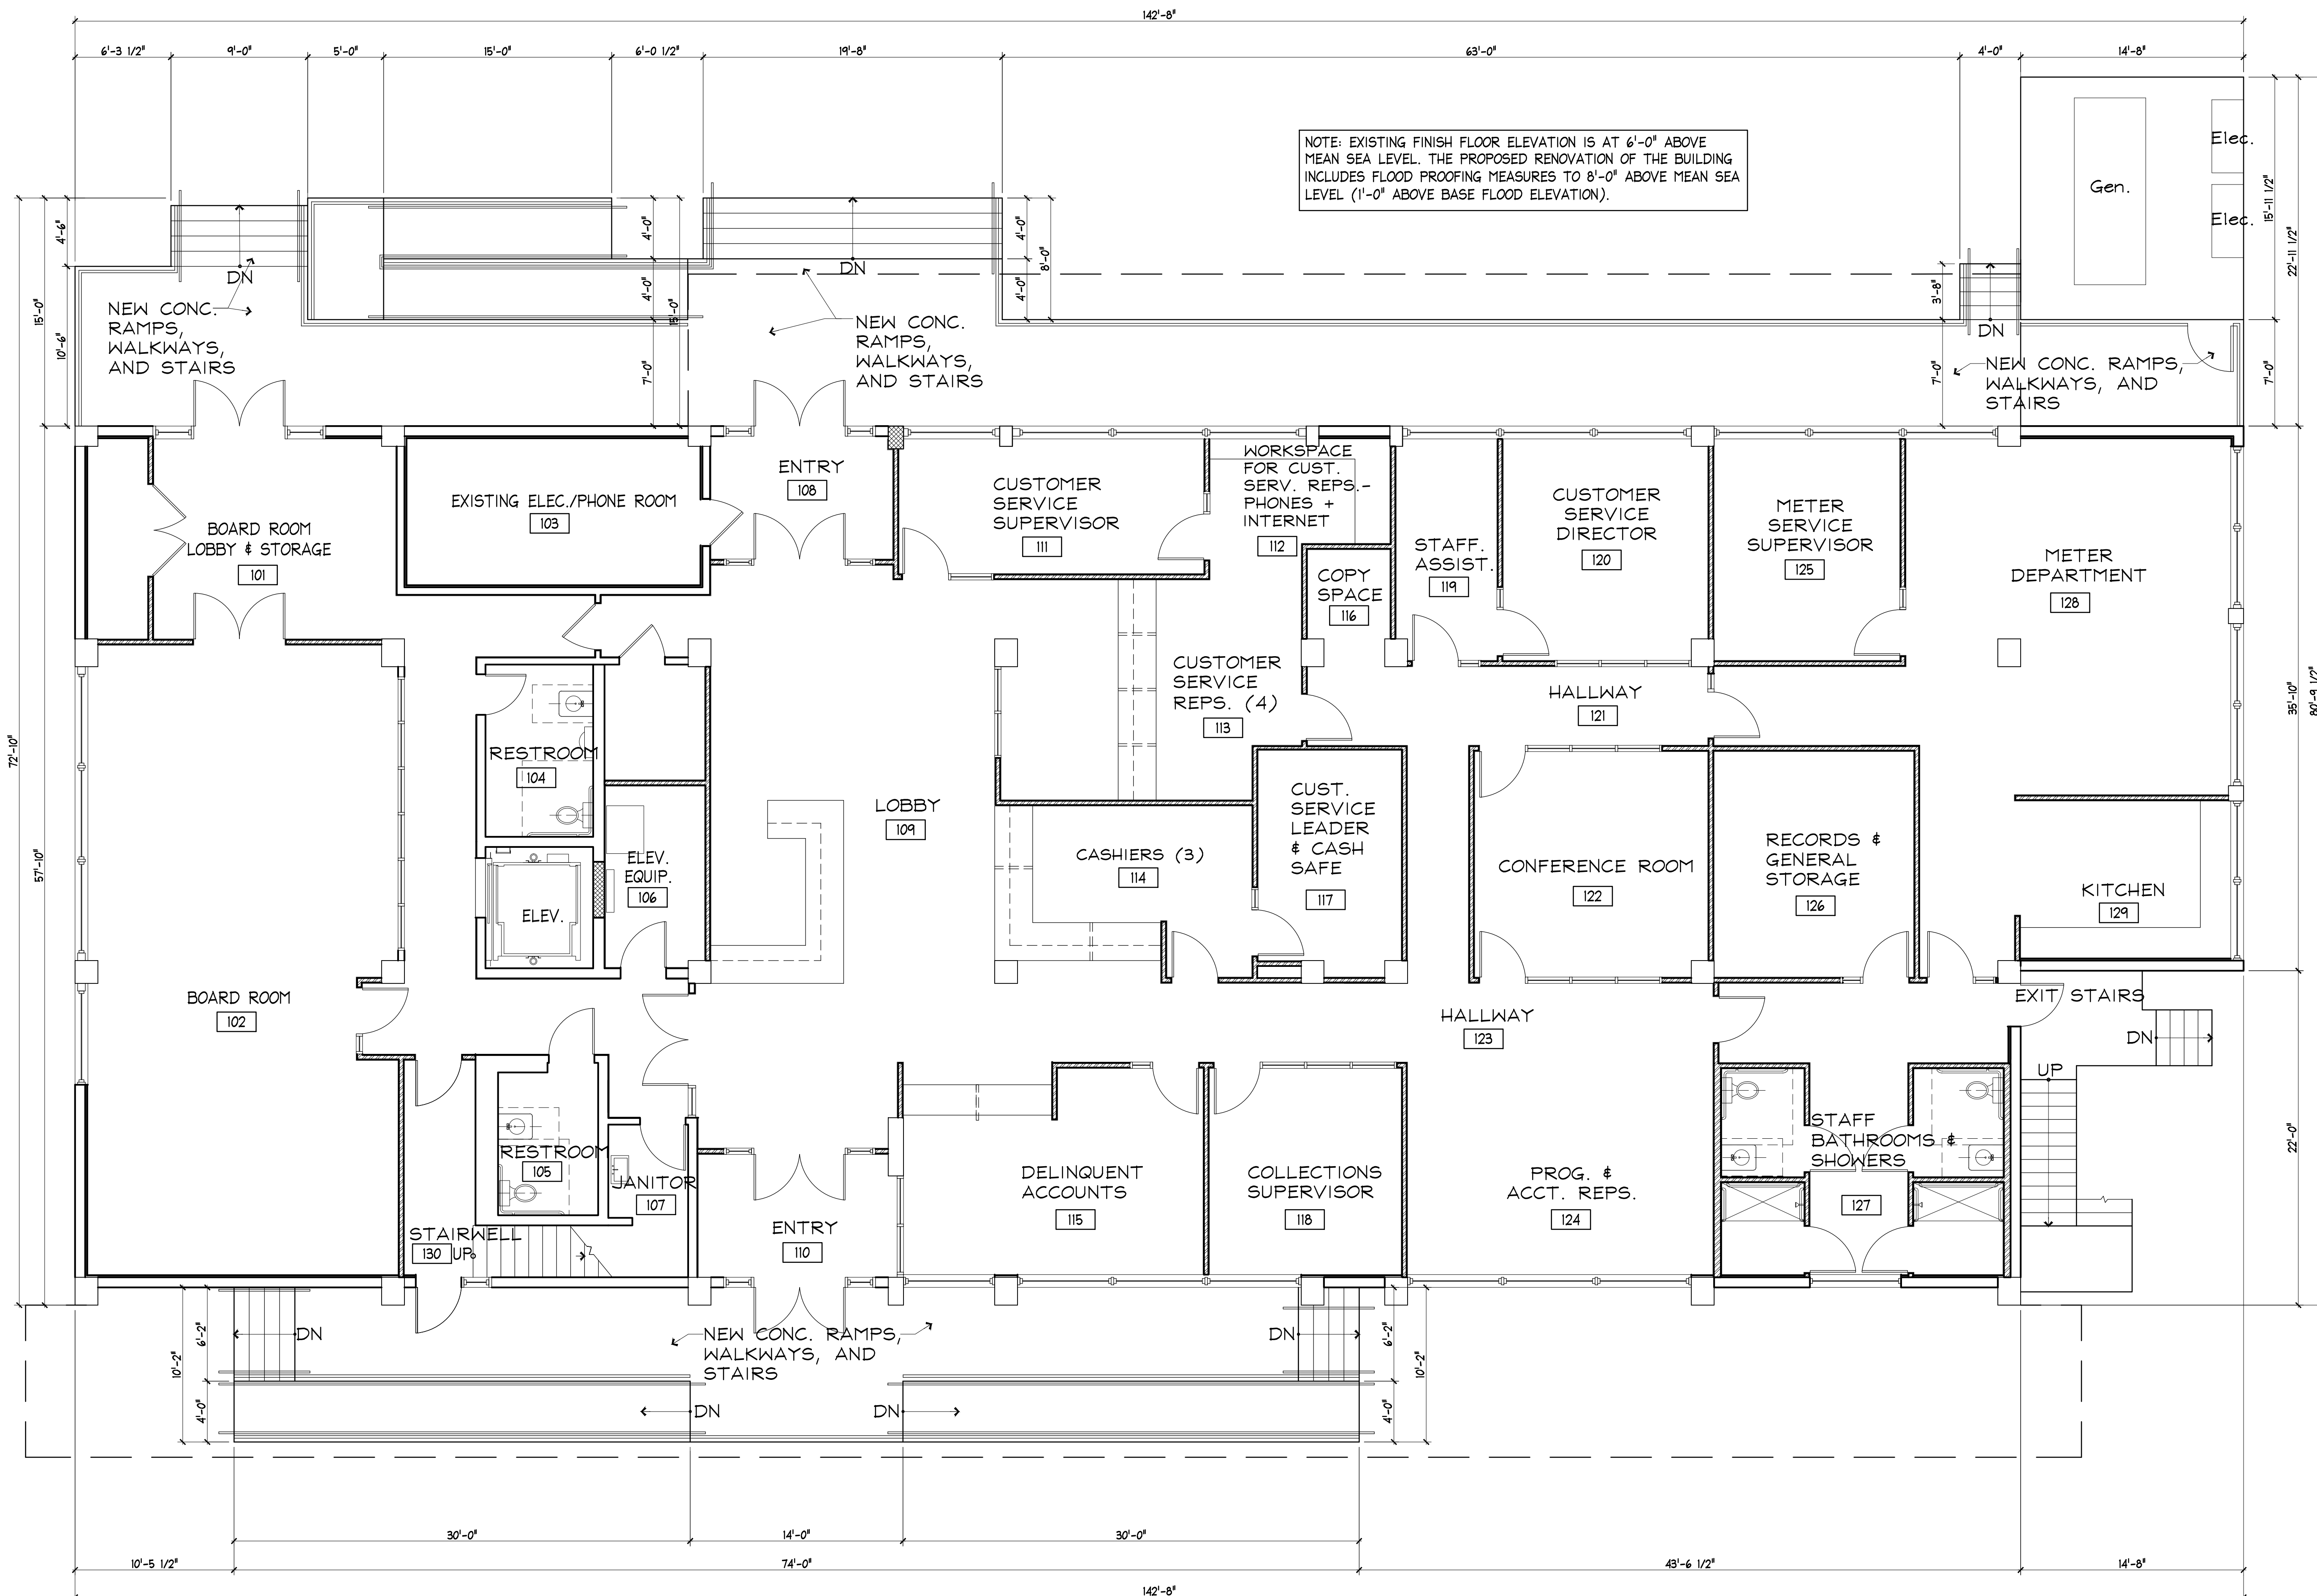 142'-8"
6'-3 1/2"
9'-0"
5'-0"
15'-0"
6'-0 1/2"
19'-8"
63'-0"
4'-0"
14'-8"
NOTE: EXISTING FINISH FLOOR ELEVATION IS AT 6'-0" ABOVE
MEAN SEA LEVEL. THE PROPOSED RENOVATION OF THE BUILDING
INCLUDES FLOOD PROOFING MEASURES TO 8'-0" ABOVE MEAN SEA
LEVEL (1'-0" ABOVE BASE FLOOD ELEVATION).
Gen.
Elec.
Elec.
15'-11 1/2"
22'-11 1/2"
7'-0"
35'-10"
80'-9 1/2"
22'-0"
4'-6"
15'-0"
10'-6"
72'-10"
57'-10"
DN
NEW CONC.
RAMPS,
WALKWAYS,
AND STAIRS
4'-0"
4'-0"
15'-0"
7'-0"
DN
4'-0"
8'-0"
4'-0"
NEW CONC.
RAMPS,
WALKWAYS,
AND STAIRS
3'-8"
DN
7'-0"
NEW CONC. RAMPS,
WALKWAYS, AND
STAIRS
BOARD ROOM
LOBBY & STORAGE
101
EXISTING ELEC./PHONE ROOM
103
ENTRY
108
CUSTOMER
SERVICE
SUPERVISOR
111
WORKSPACE
FOR CUST.
SERV. REPS.-
PHONES +
INTERNET
112
COPY
SPACE
116
STAFF.
ASSIST.
119
CUSTOMER
SERVICE
DIRECTOR
120
METER
SERVICE
SUPERVISOR
125
METER
DEPARTMENT
128
RESTROOM
104
CUSTOMER
SERVICE
REPS. (4)
113
HALLWAY
121
LOBBY
109
ELEV.
EQUIP.
106
ELEV.
CASHIERS (3)
114
CUST.
SERVICE
LEADER
& CASH
SAFE
117
CONFERENCE ROOM
122
RECORDS &
GENERAL
STORAGE
126
KITCHEN
129
BOARD ROOM
102
HALLWAY
123
EXIT STAIRS
DN
UP
RESTROOM
105
JANITOR
107
STAIRWELL
130
UP
ENTRY
110
DELINQUENT
ACCOUNTS
115
COLLECTIONS
SUPERVISOR
118
PROG. &
ACCT. REPS.
124
STAFF
BATHROOMS &
SHOWERS
127
10'-2"
6'-2"
4'-0"
DN
NEW CONC. RAMPS,
WALKWAYS, AND
STAIRS
DN
6'-2"
10'-2"
4'-0"
DN
DN
30'-0"
14'-0"
30'-0"
10'-5 1/2"
74'-0"
43'-6 1/2"
14'-8"
142'-8"